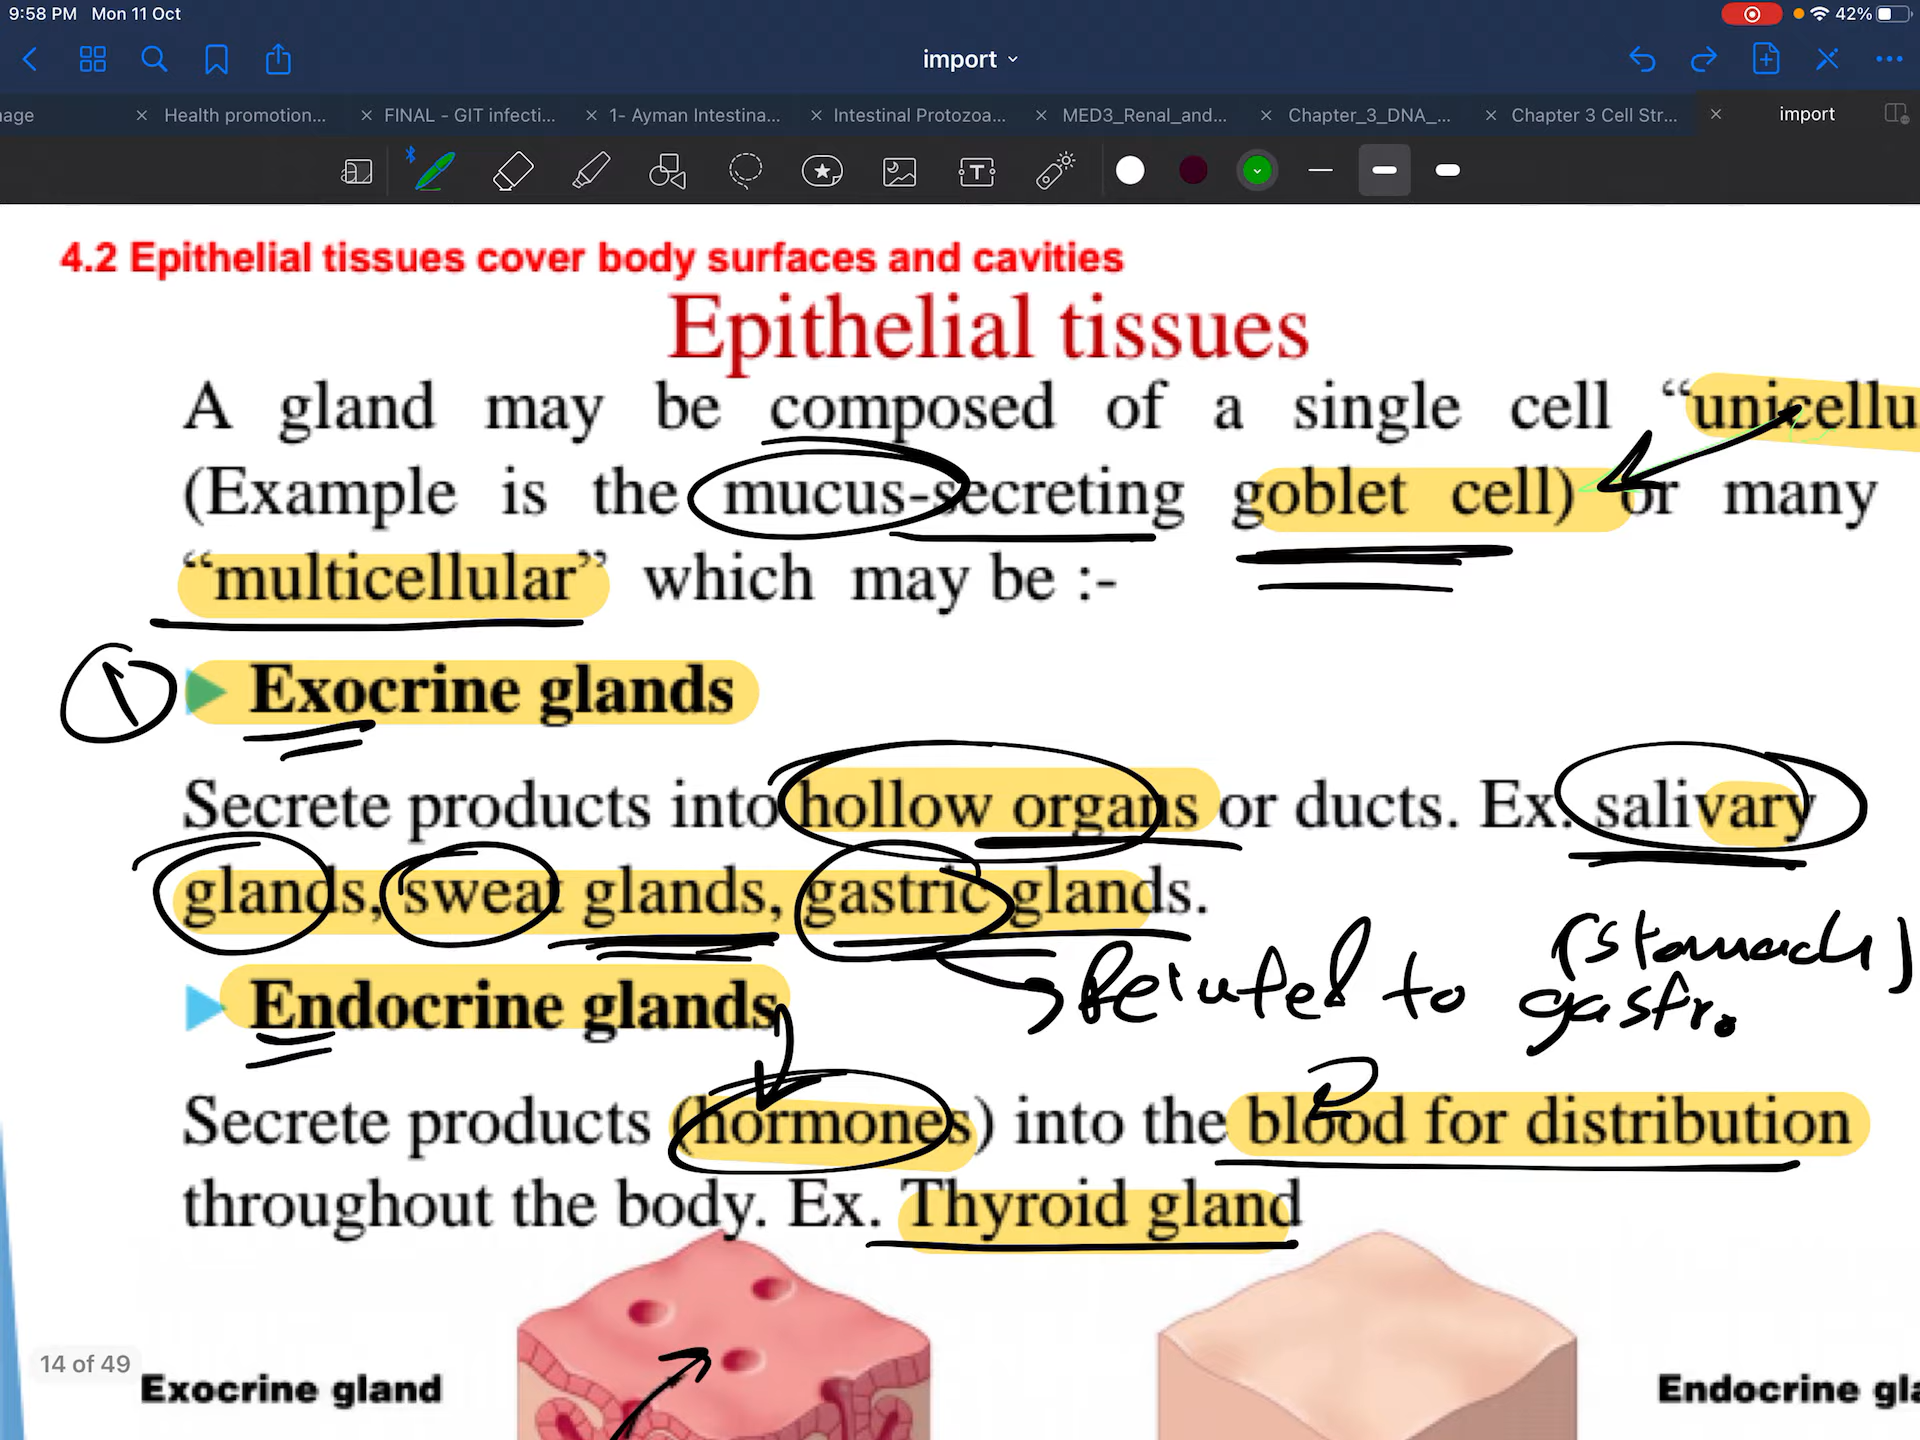 9:58 PM Mon 11 Oct
42%
import
age
Health promotion...
FINAL - GIT infecti...
1- Ayman Intestina...
Intestinal Protozoa...
MED3_Renal_and...
Chapter_3_DNA_...
Chapter 3 Cell Str...
import
4.2 Epithelial tissues cover body surfaces and cavities
Epithelial tissues
A gland may be composed of a single cell “unicellu
(Example is the mucus-secreting goblet cell) or many
“multicellular” which may be :-
1
Exocrine glands
Secrete products into hollow organs or ducts. Ex. salivary
glands, sweat glands, gastric glands.
(stomach)
Related to gastro
Endocrine glands
Secrete products (hormones) into the blood for distribution
throughout the body. Ex. Thyroid gland
14 of 49
Exocrine gland
Endocrine gla